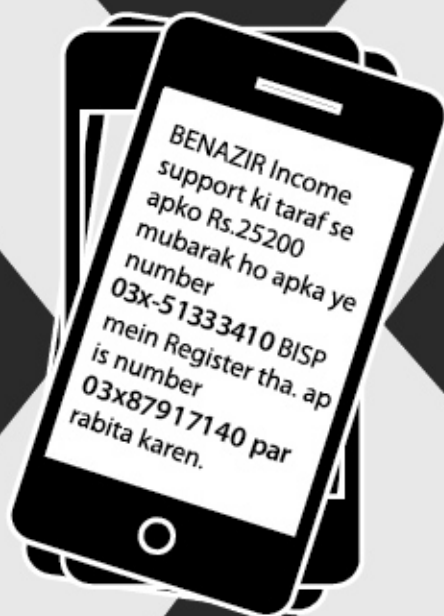 BENAZIR Income
support ki taraf se
apko Rs.25200
mubarak ho apka ye
number
03x-51333410 BISP
mein Register tha. ap
is number
03x87917140 par
rabita karen.